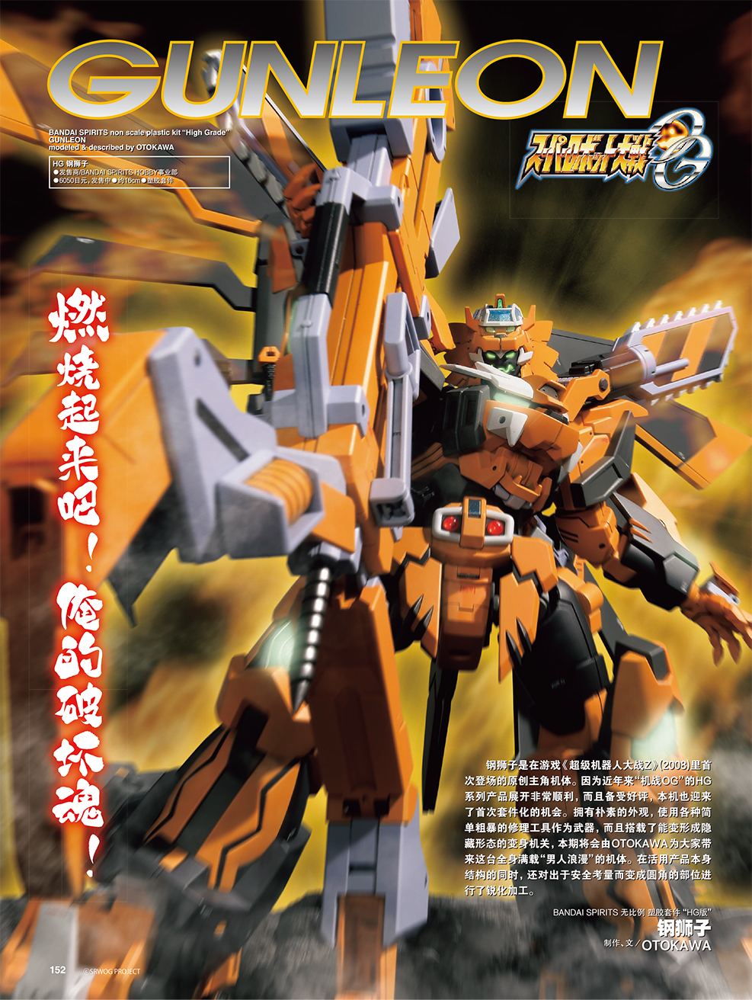 GUNLEON
BANDAI SPIRITS non scale plastic kit “High Grade”
GUNLEON
modeled & described by OTOKAWA
HG 钢狮子
●发售商/BANDAI SPIRITS HOBBY事业部
●6050日元，发售中●约16cm●塑胶套件
スーパーロボット大戦OG
燃烧起来吧！俺的破坏魂！
钢狮子是在游戏《超级机器人大战Z》(2008)里首
次登场的原创主角机体。因为近年来“机战OG”的HG
系列产品展开非常顺利，而且备受好评，本机也迎来
了首次套件化的机会。拥有朴素的外观，使用各种简
单粗暴的修理工具作为武器，而且搭载了能变形成隐
藏形态的变身机关，本期将会由OTOKAWA为大家带
来这台全身满载“男人浪漫”的机体。在活用产品本身
结构的同时，还对出于安全考量而变成圆角的部位进
行了锐化加工。
BANDAI SPIRITS 无比例 塑胶套件 “HG版”
钢狮子
制作、文/OTOKAWA
152
©SRWOG PROJECT